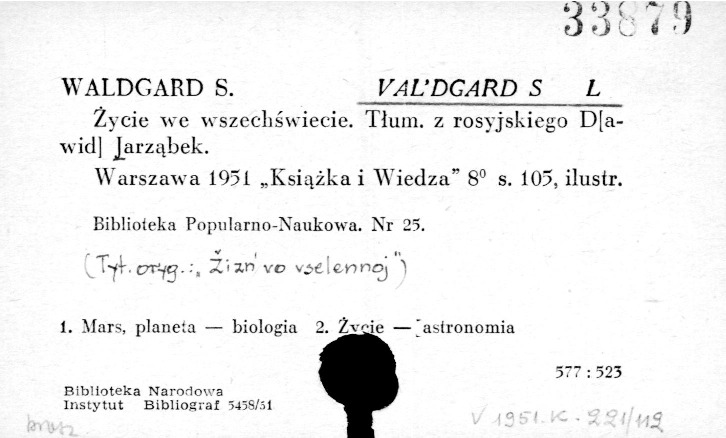 33879
WALDGARD S. VAL'DGARD S L
Życie we wszechświecie. Tłum. z rosyjskiego D[a-
wid] Jarząbek.
Warszawa 1951 „Książka i Wiedza” 8⁰ s. 105, ilustr.
Biblioteka Popularno-Naukowa. Nr 25.
(Tyt. oryg.: „Žizn' vo vselennoj")
1. Mars, planeta — biologia 2. Życie — astronomia
577 : 523
Biblioteka Narodowa
Instytut Bibliograf 5458/51
V 1951.K-221/112